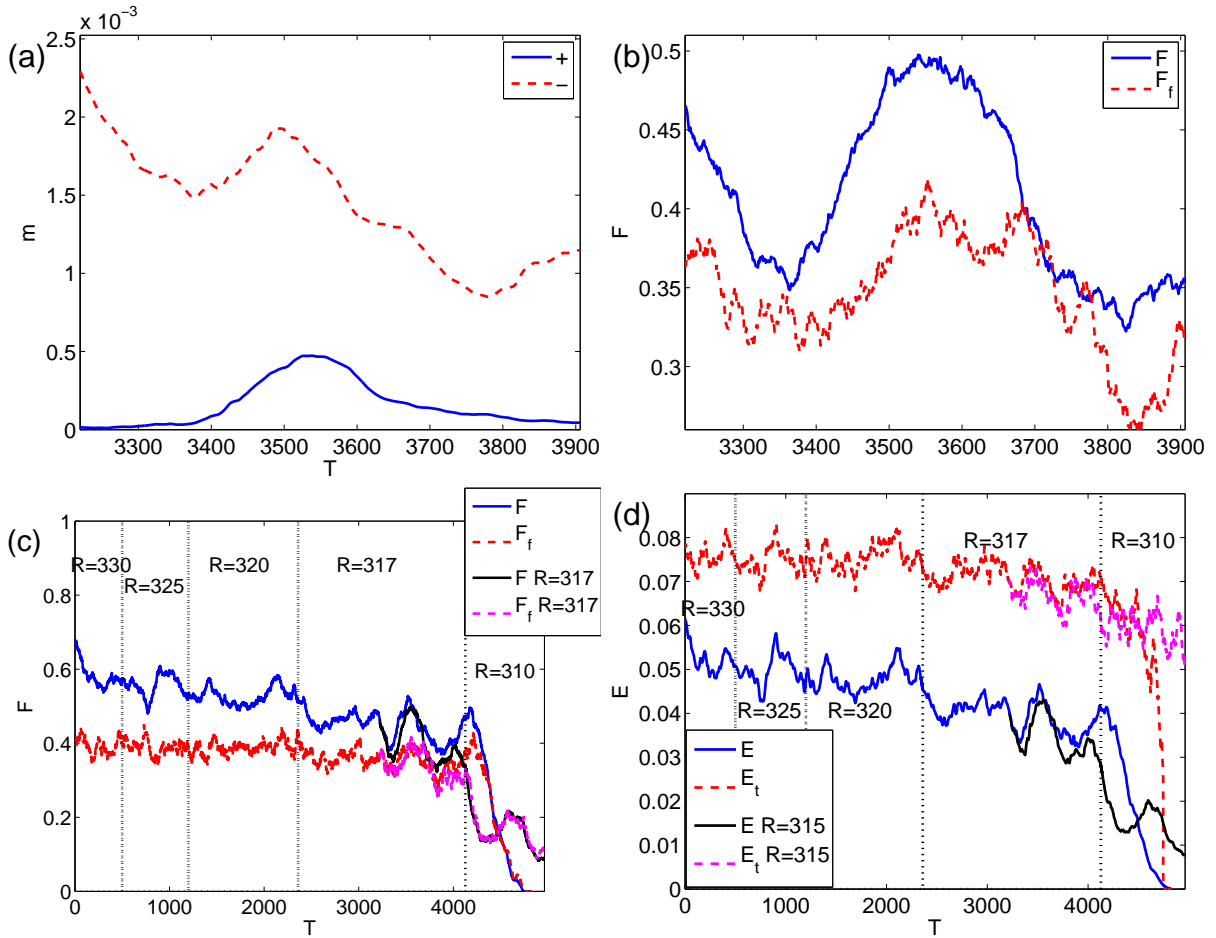 (a)
x 10⁻³
2.5
2
1.5
1
0.5
0
m
3300 3400 3500 3600 3700 3800 3900
T
+
−
(b)
0.5
0.45
0.4
0.35
0.3
F
3300 3400 3500 3600 3700 3800 3900
F
F_f
(c)
1
0.8
0.6
0.4
0.2
0
F
0 1000 2000 3000 4000
T
R=330
R=325
R=320
R=317
R=310
F
F_f
F R=317
F_f R=317
(d)
0.08
0.07
0.06
0.05
0.04
0.03
0.02
0.01
0
E
0 1000 2000 3000 4000
T
R=330
R=325
R=320
R=317
R=310
E
E_t
E R=315
E_t R=315